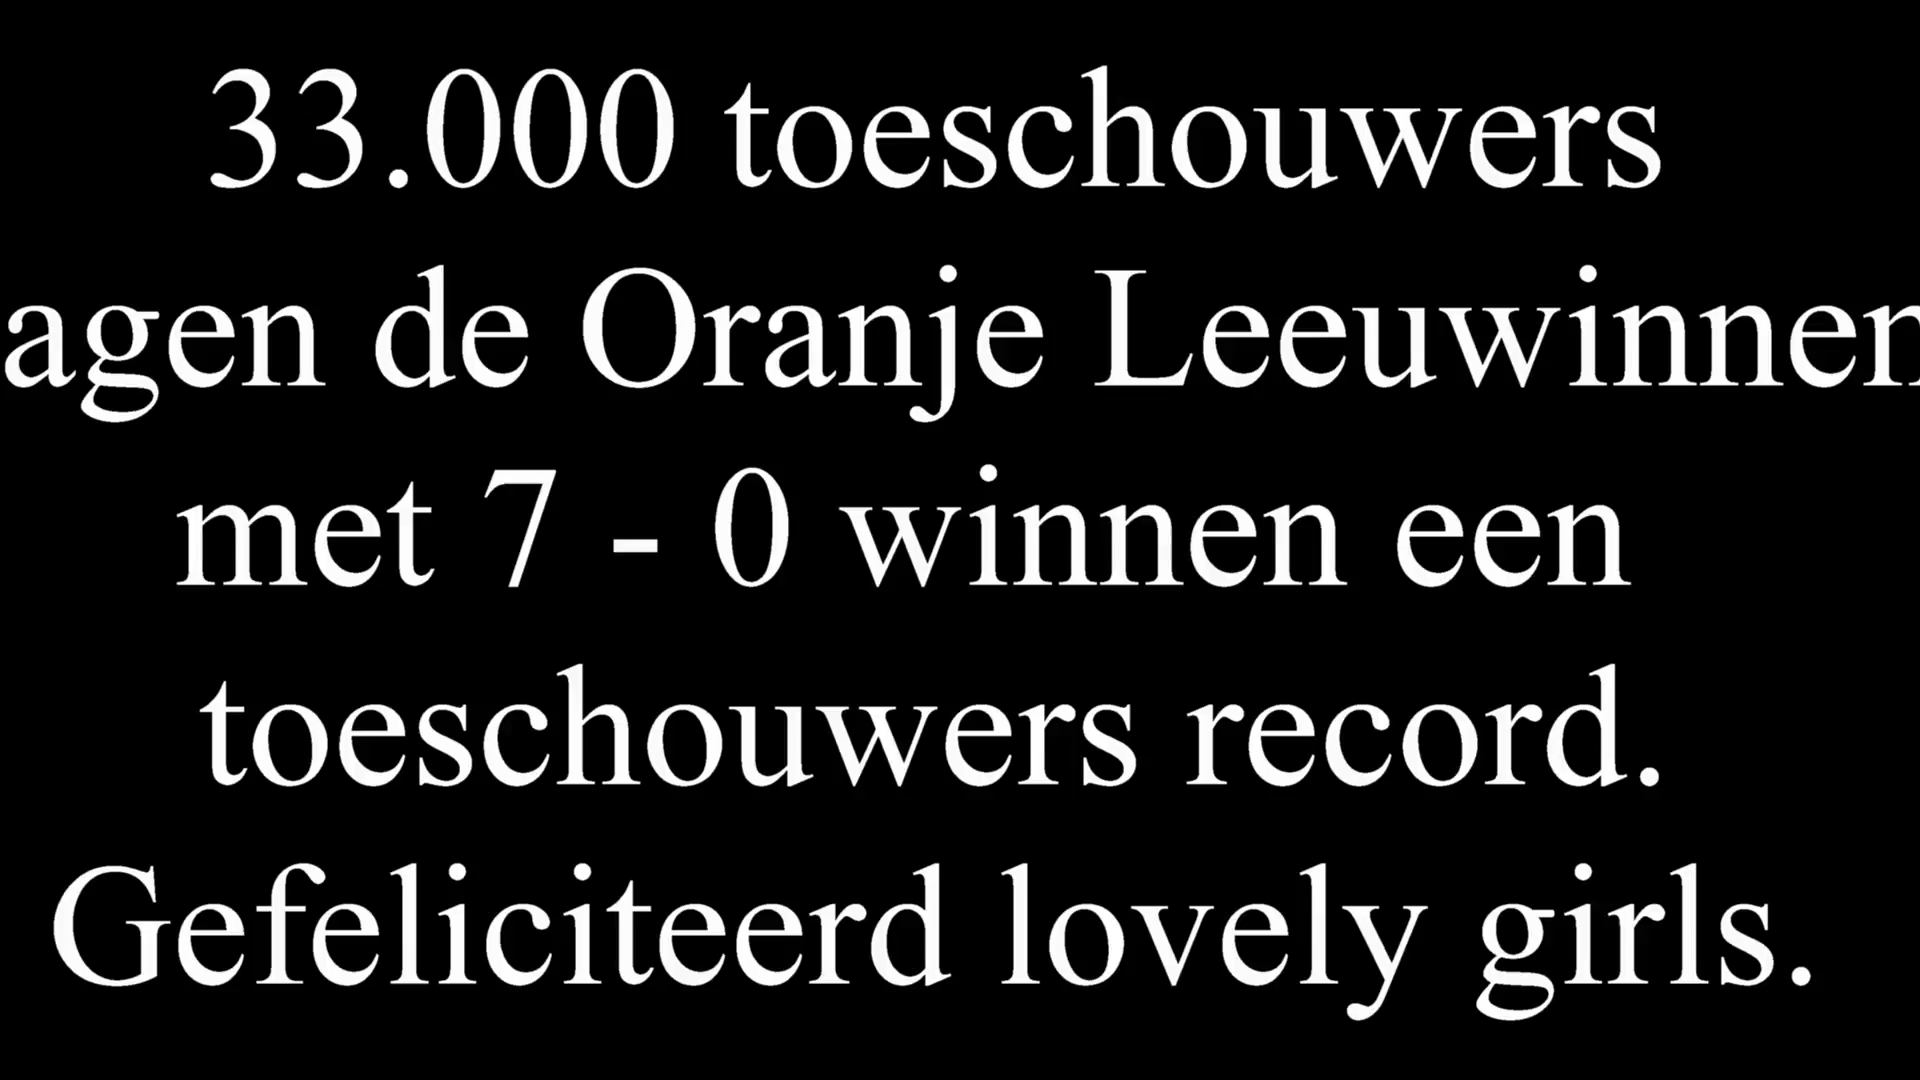 33.000 toeschouwers
agen de Oranje Leeuwinnen
met 7 - 0 winnen een
toeschouwers record.
Gefeliciteerd lovely girls.